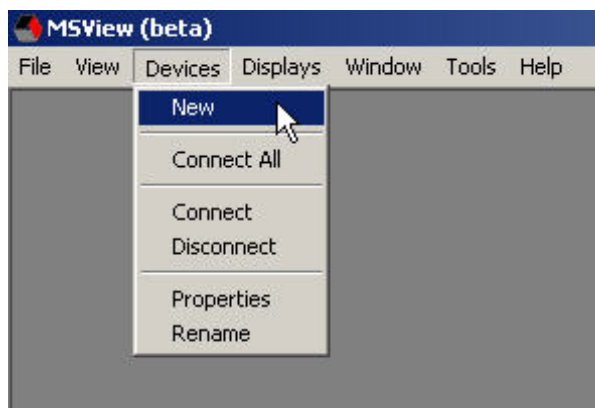 MSView (beta)
File View Devices Displays Window Tools Help
New
Connect All
Connect
Disconnect
Properties
Rename